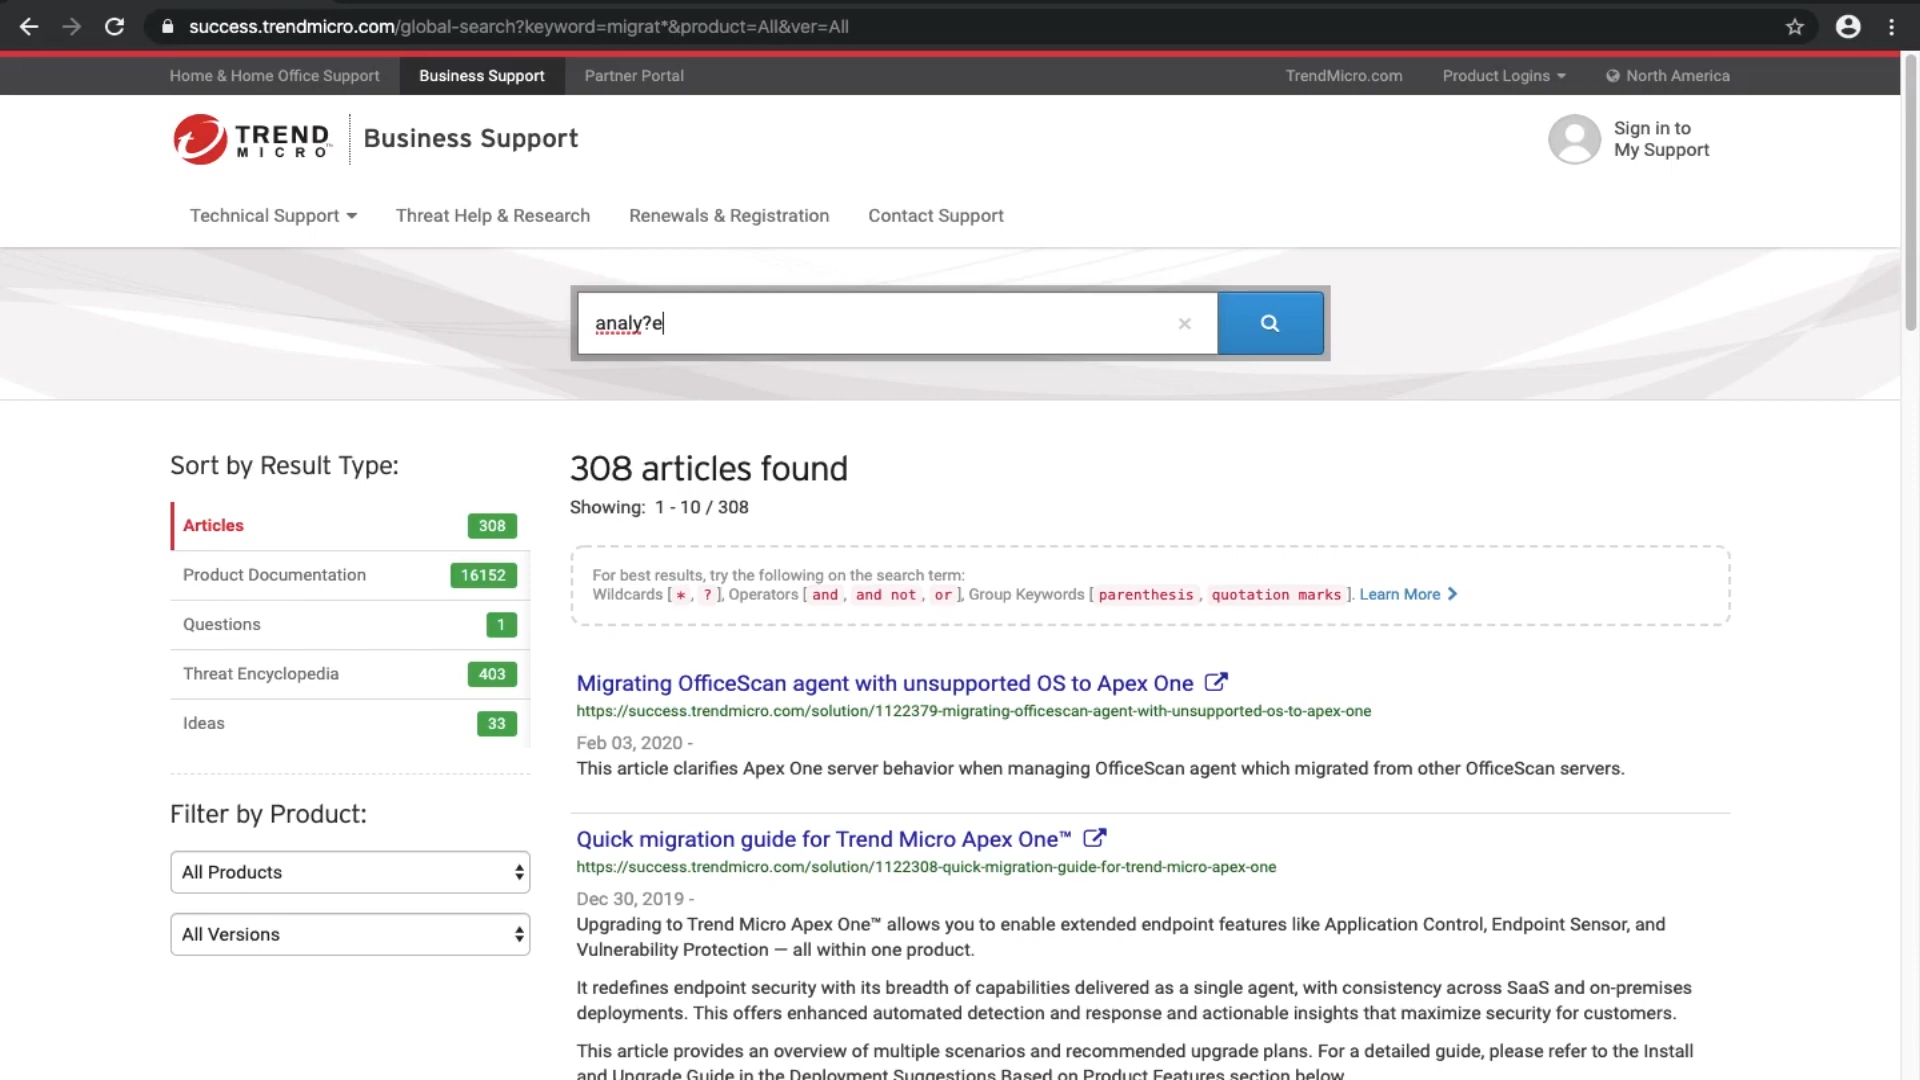 success.trendmicro.com/global-search?keyword=migrat*&product=All&ver=All
Home & Home Office Support
Business Support
Partner Portal
TrendMicro.com
Product Logins
North America
TREND MICRO™
Business Support
Sign in to
My Support
Technical Support
Threat Help & Research
Renewals & Registration
Contact Support
analy?e
Sort by Result Type:
Articles 308
Product Documentation 16152
Questions 1
Threat Encyclopedia 403
Ideas 33
Filter by Product:
All Products
All Versions
308 articles found
Showing: 1 - 10 / 308
For best results, try the following on the search term:
Wildcards [ * , ? ], Operators [ and , and not , or ], Group Keywords [ parenthesis , quotation marks ]. Learn More
Migrating OfficeScan agent with unsupported OS to Apex One
https://success.trendmicro.com/solution/1122379-migrating-officescan-agent-with-unsupported-os-to-apex-one
Feb 03, 2020 -
This article clarifies Apex One server behavior when managing OfficeScan agent which migrated from other OfficeScan servers.
Quick migration guide for Trend Micro Apex One™
https://success.trendmicro.com/solution/1122308-quick-migration-guide-for-trend-micro-apex-one
Dec 30, 2019 -
Upgrading to Trend Micro Apex One™ allows you to enable extended endpoint features like Application Control, Endpoint Sensor, and
Vulnerability Protection — all within one product.
It redefines endpoint security with its breadth of capabilities delivered as a single agent, with consistency across SaaS and on-premises
deployments. This offers enhanced automated detection and response and actionable insights that maximize security for customers.
This article provides an overview of multiple scenarios and recommended upgrade plans. For a detailed guide, please refer to the Install
and Upgrade Guide in the Deployment Suggestions Based on Product Features section below.